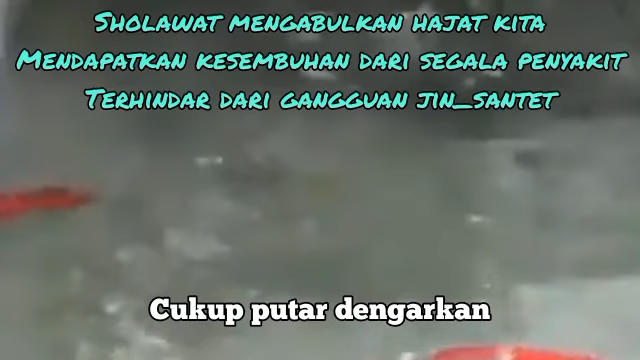 Sholawat mengabulkan hajat kita
Mendapatkan kesembuhan dari segala penyakit
Terhindar dari gangguan jin_santet
Cukup putar dengarkan